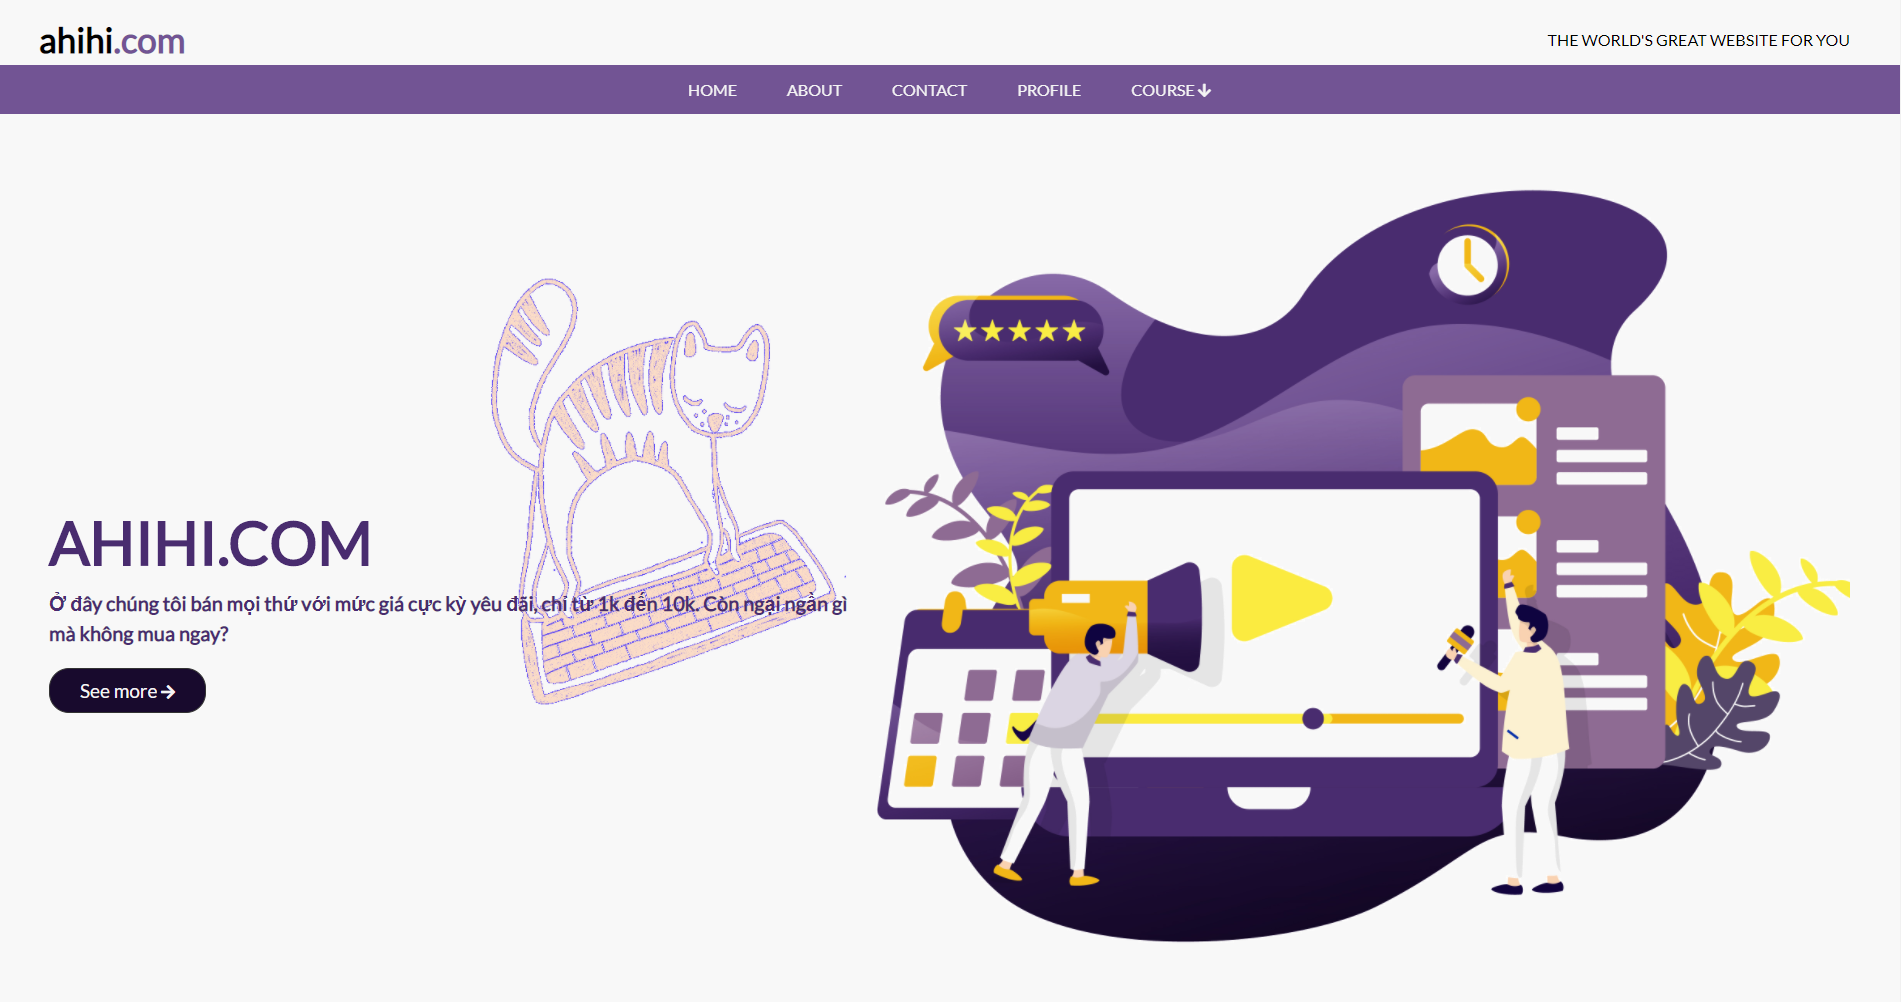 ahihi.com
THE WORLD'S GREAT WEBSITE FOR YOU
HOME ABOUT CONTACT PROFILE COURSE
AHIHI.COM
Ở đây chúng tôi bán mọi thứ với mức giá cực kỳ yêu đãi, chỉ từ 1k đến 10k. Còn ngại ngần gì
mà không mua ngay?
See more